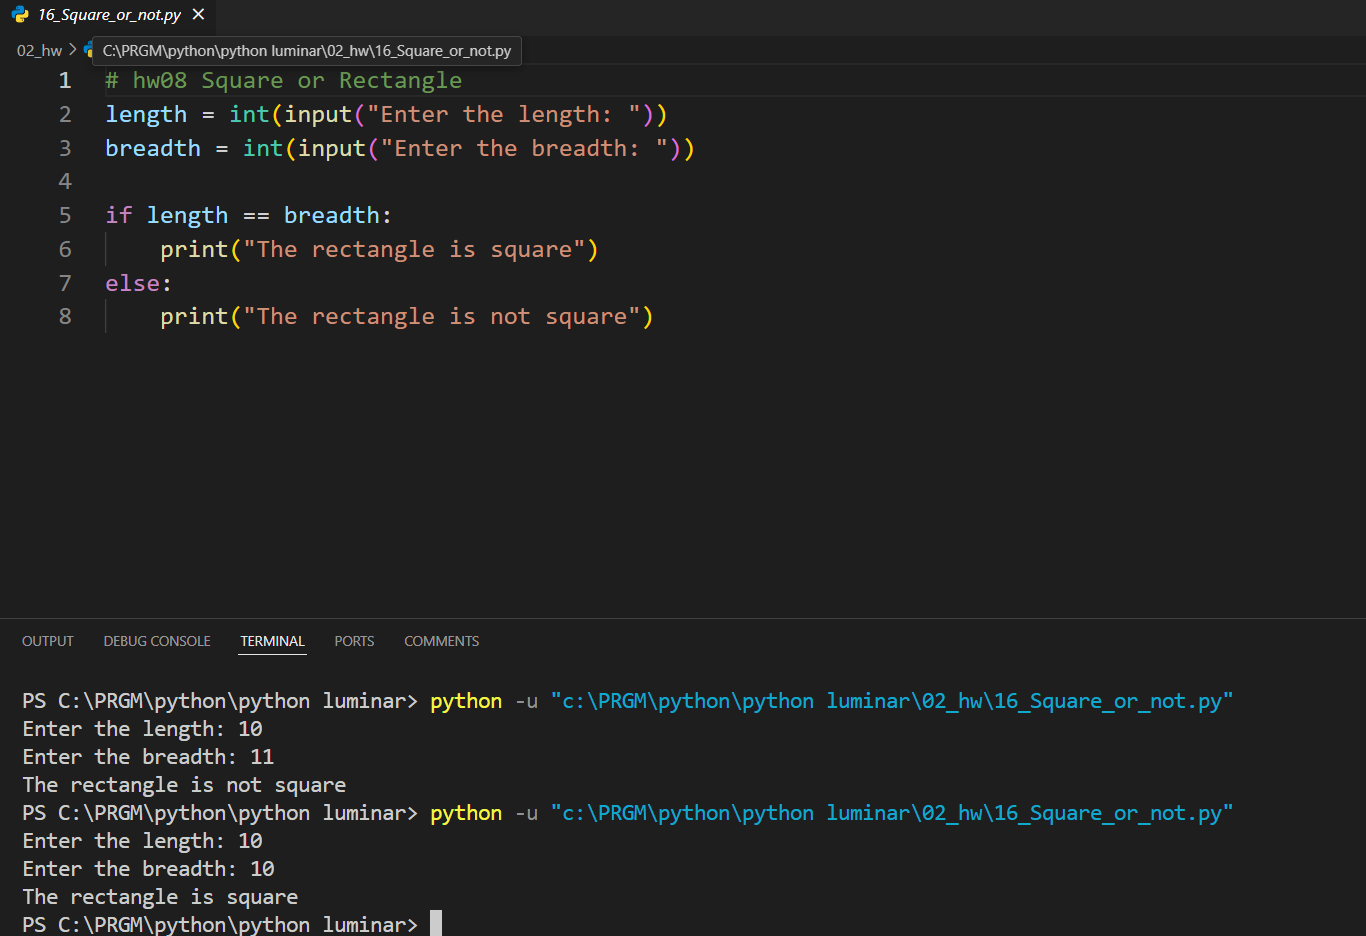 16_Square_or_not.py
02_hw > C:\PRGM\python\python luminar\02_hw\16_Square_or_not.py
1 # hw08 Square or Rectangle
2 length = int(input("Enter the length: "))
3 breadth = int(input("Enter the breadth: "))
4
5 if length == breadth:
6     print("The rectangle is square")
7 else:
8     print("The rectangle is not square")
OUTPUT DEBUG CONSOLE TERMINAL PORTS COMMENTS
PS C:\PRGM\python\python luminar> python -u "c:\PRGM\python\python luminar\02_hw\16_Square_or_not.py"
Enter the length: 10
Enter the breadth: 11
The rectangle is not square
PS C:\PRGM\python\python luminar> python -u "c:\PRGM\python\python luminar\02_hw\16_Square_or_not.py"
Enter the length: 10
Enter the breadth: 10
The rectangle is square
PS C:\PRGM\python\python luminar>